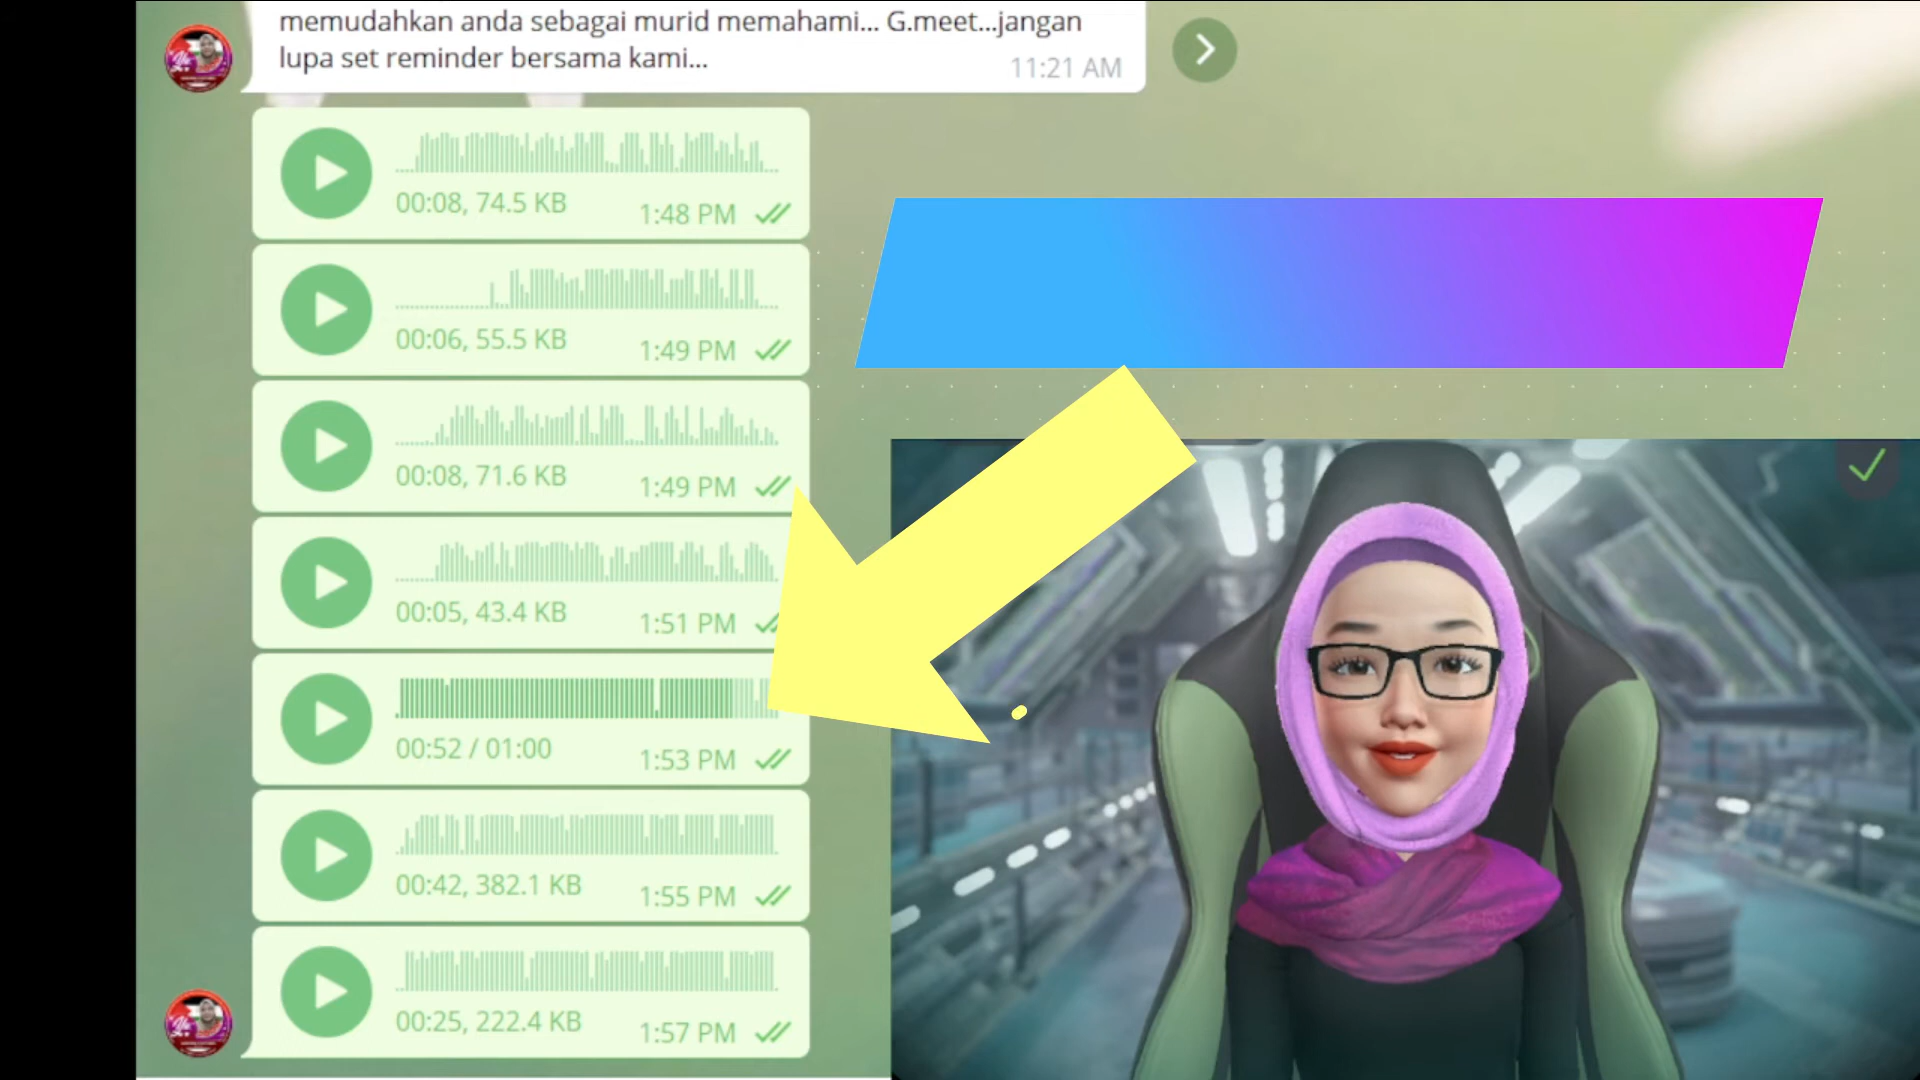 memudahkan anda sebagai murid memahami... G.meet...jangan
lupa set reminder bersama kami...
11:21 AM
00:08, 74.5 KB
1:48 PM
00:06, 55.5 KB
1:49 PM
00:08, 71.6 KB
1:49 PM
00:05, 43.4 KB
1:51 PM
00:52 / 01:00
1:53 PM
00:42, 382.1 KB
1:55 PM
00:25, 222.4 KB
1:57 PM